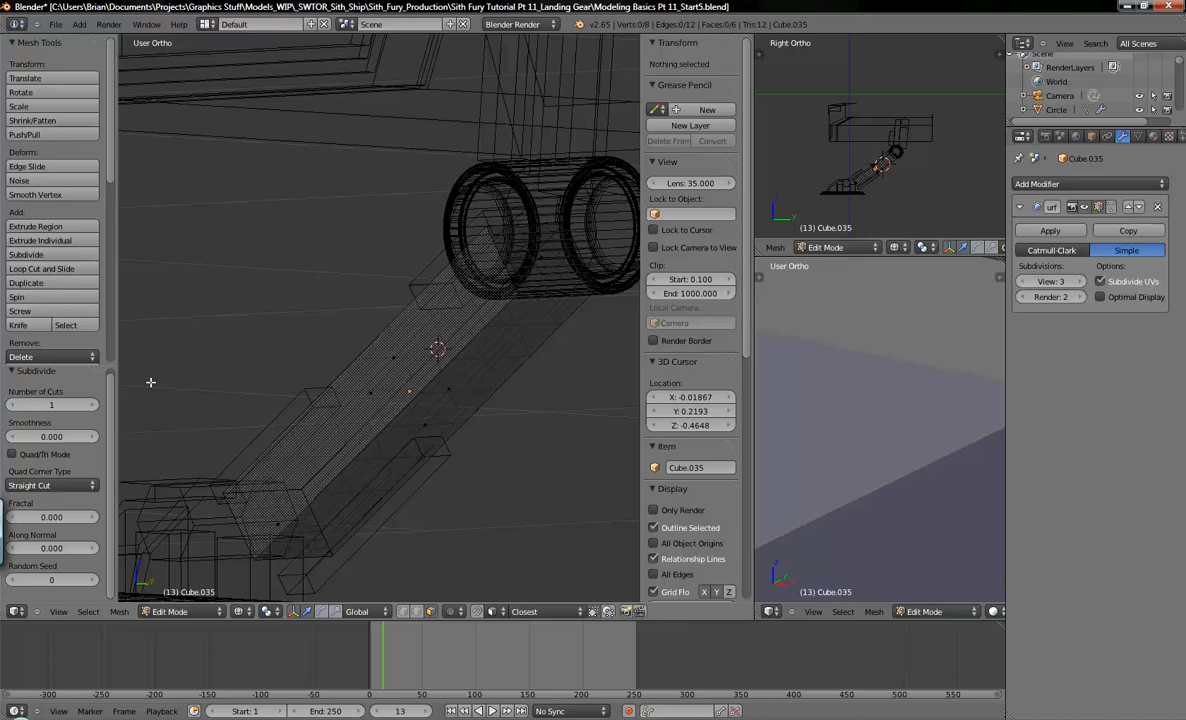 Blender* [C:\Users\Brian\Documents\Projects\Graphics Stuff\Models_WIP\_SWTOR_Sith_Ship\Sith_Fury_Production\Sith Fury Tutorial Pt 11_Landing Gear\Modeling Basics Pt 11_Start5.blend]
File Add Render Window Help Default Scene Blender Render v2.65 | Verts:0/8 | Edges:0/12 | Faces:0/6 | Tris:12 | Cube.035
Mesh Tools
Transform:
Translate
Rotate
Scale
Shrink/Fatten
Push/Pull
Deform:
Edge Slide
Noise
Smooth Vertex
Add:
Extrude Region
Extrude Individual
Subdivide
Loop Cut and Slide
Duplicate
Spin
Screw
Knife Select
Remove:
Delete
Subdivide
Number of Cuts
1
Smoothness
0.000
Quad/Tri Mode
Quad Corner Type
Straight Cut
Fractal
0.000
Along Normal
0.000
Random Seed
0
User Ortho
(13) Cube.035
View Select Mesh Edit Mode Global Closest
Transform
Nothing selected
Grease Pencil
New
New Layer
Delete Fram Convert
View
Lens: 35.000
Lock to Object:
Lock to Cursor
Lock Camera to View
Clip:
Start: 0.100
End: 1000.000
Local Camera:
Camera
Render Border
3D Cursor
Location:
X: -0.01867
Y: 0.2193
Z: -0.4648
Item
Cube.035
Display
Only Render
Outline Selected
All Object Origins
Relationship Lines
All Edges
Grid Flo X Y Z
Right Ortho
(13) Cube.035
Mesh Edit Mode
User Ortho
(13) Cube.035
View Select Mesh Edit Mode
View Search All Scenes
Scene
RenderLayers
World
Camera
Circle
Cube.035
Add Modifier
urf
Apply Copy
Catmull-Clark Simple
Subdivisions: Options:
View: 3 Subdivide UVs
Render: 2 Optimal Display
-300 -250 -200 -150 -100 -50 0 50 100 150 200 250 300 350 400 450 500 550
View Marker Frame Playback Start: 1 End: 250 13 No Sync